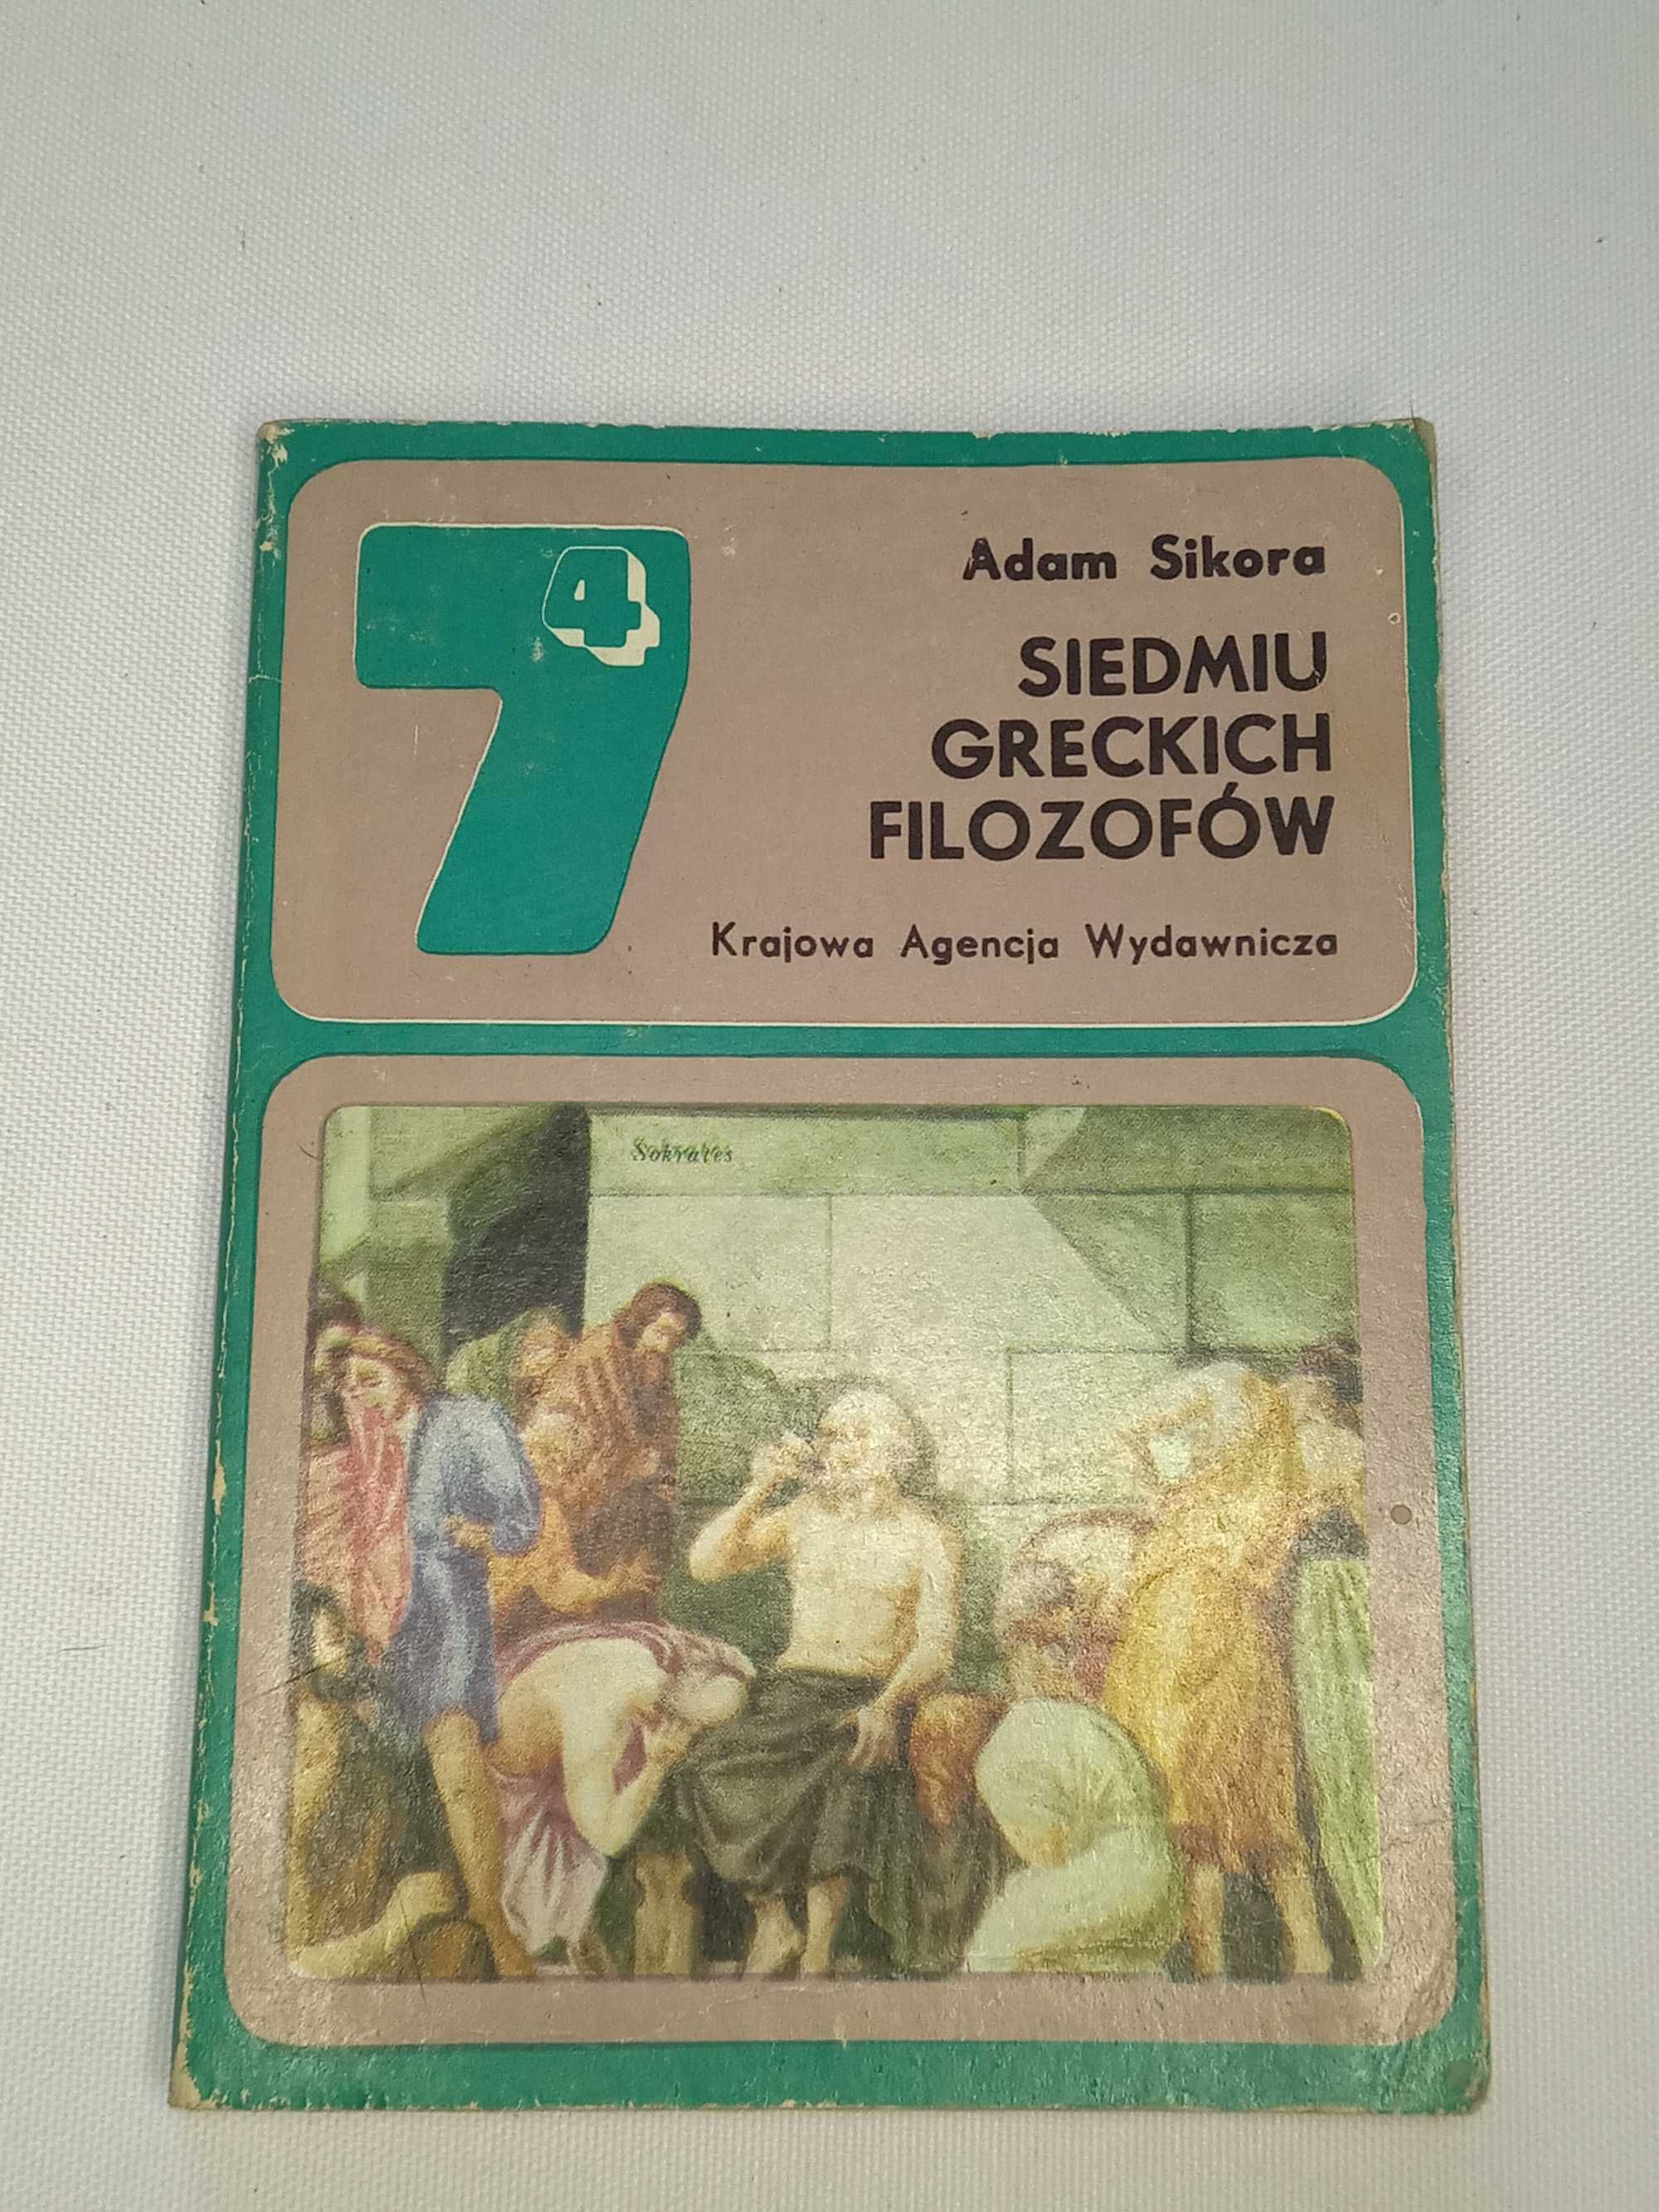 7
4
Adam Sikora
SIEDMIU
GRECKICH
FILOZOFÓW
Krajowa Agencja Wydawnicza
Sokrates